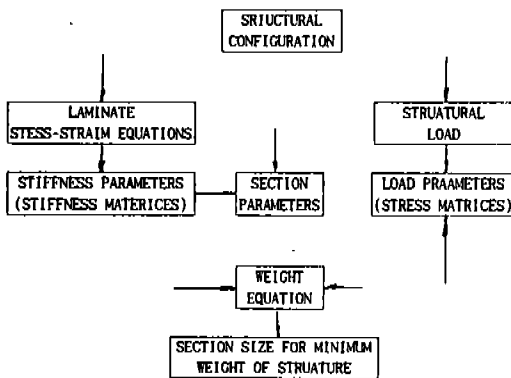 SRIUCTURAL
CONFIGURATION
LAMINATE
STESS-STRAIM EQUATIONS
STRUATURAL
LOAD
STIFFNESS PARAMETERS
(STIFFNESS MATERICES)
SECTION
PARAMETERS
LOAD PRAAMETERS
(STRESS MATRICES)
WEIGHT
EQUATION
SECTION SIZE FOR MINIMUM
WEIGHT OF STRUATURE